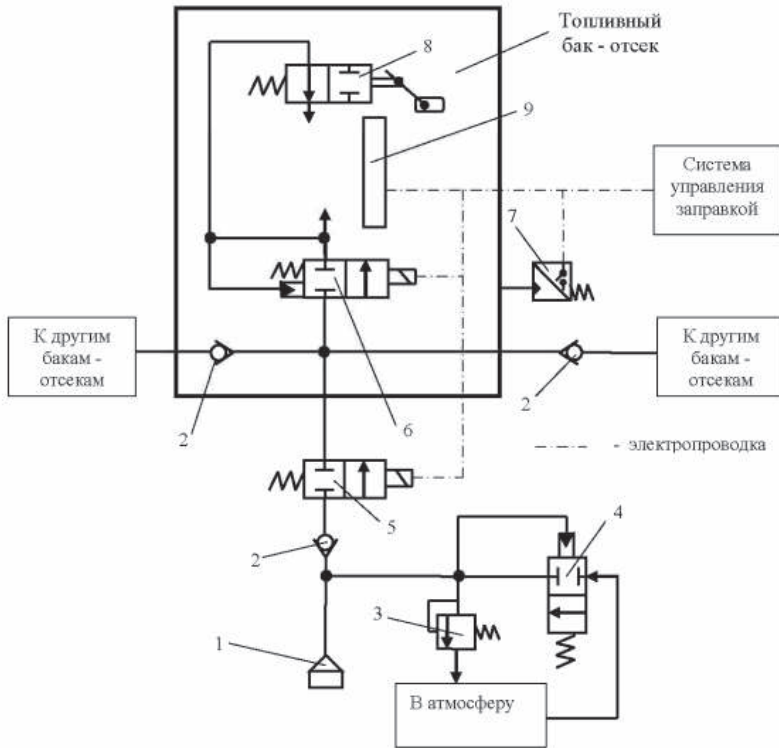 8
Топливный
бак - отсек
9
Система
управления
заправкой
7
К другим
бакам -
отсекам
2
6
2
К другим
бакам -
отсекам
- электропроводка
5
2
4
3
1
В атмосферу